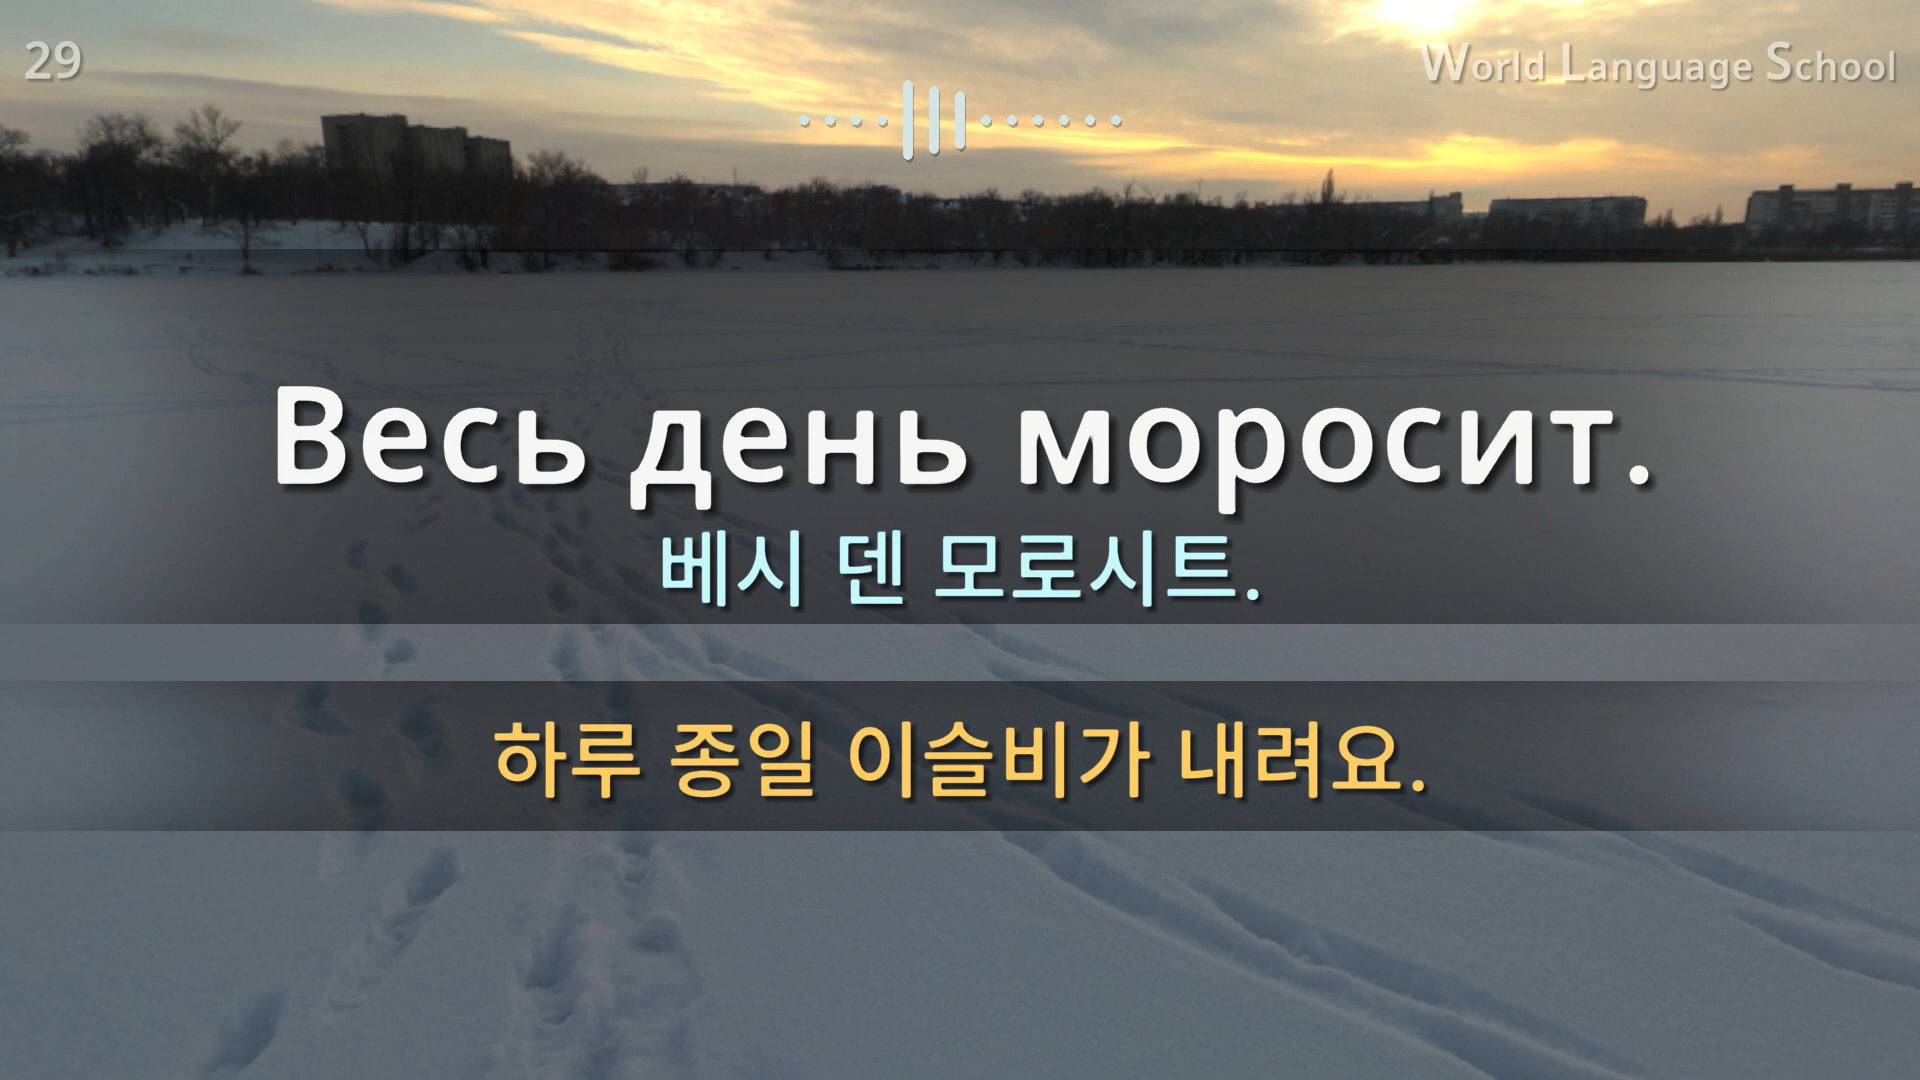 29
World Language School
Весь день моросит.
베시 덴 모로시트.
하루 종일 이슬비가 내려요.